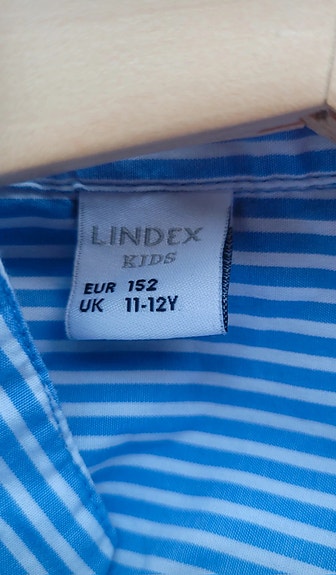 LINDEX
KIDS
EUR 152
UK 11-12Y